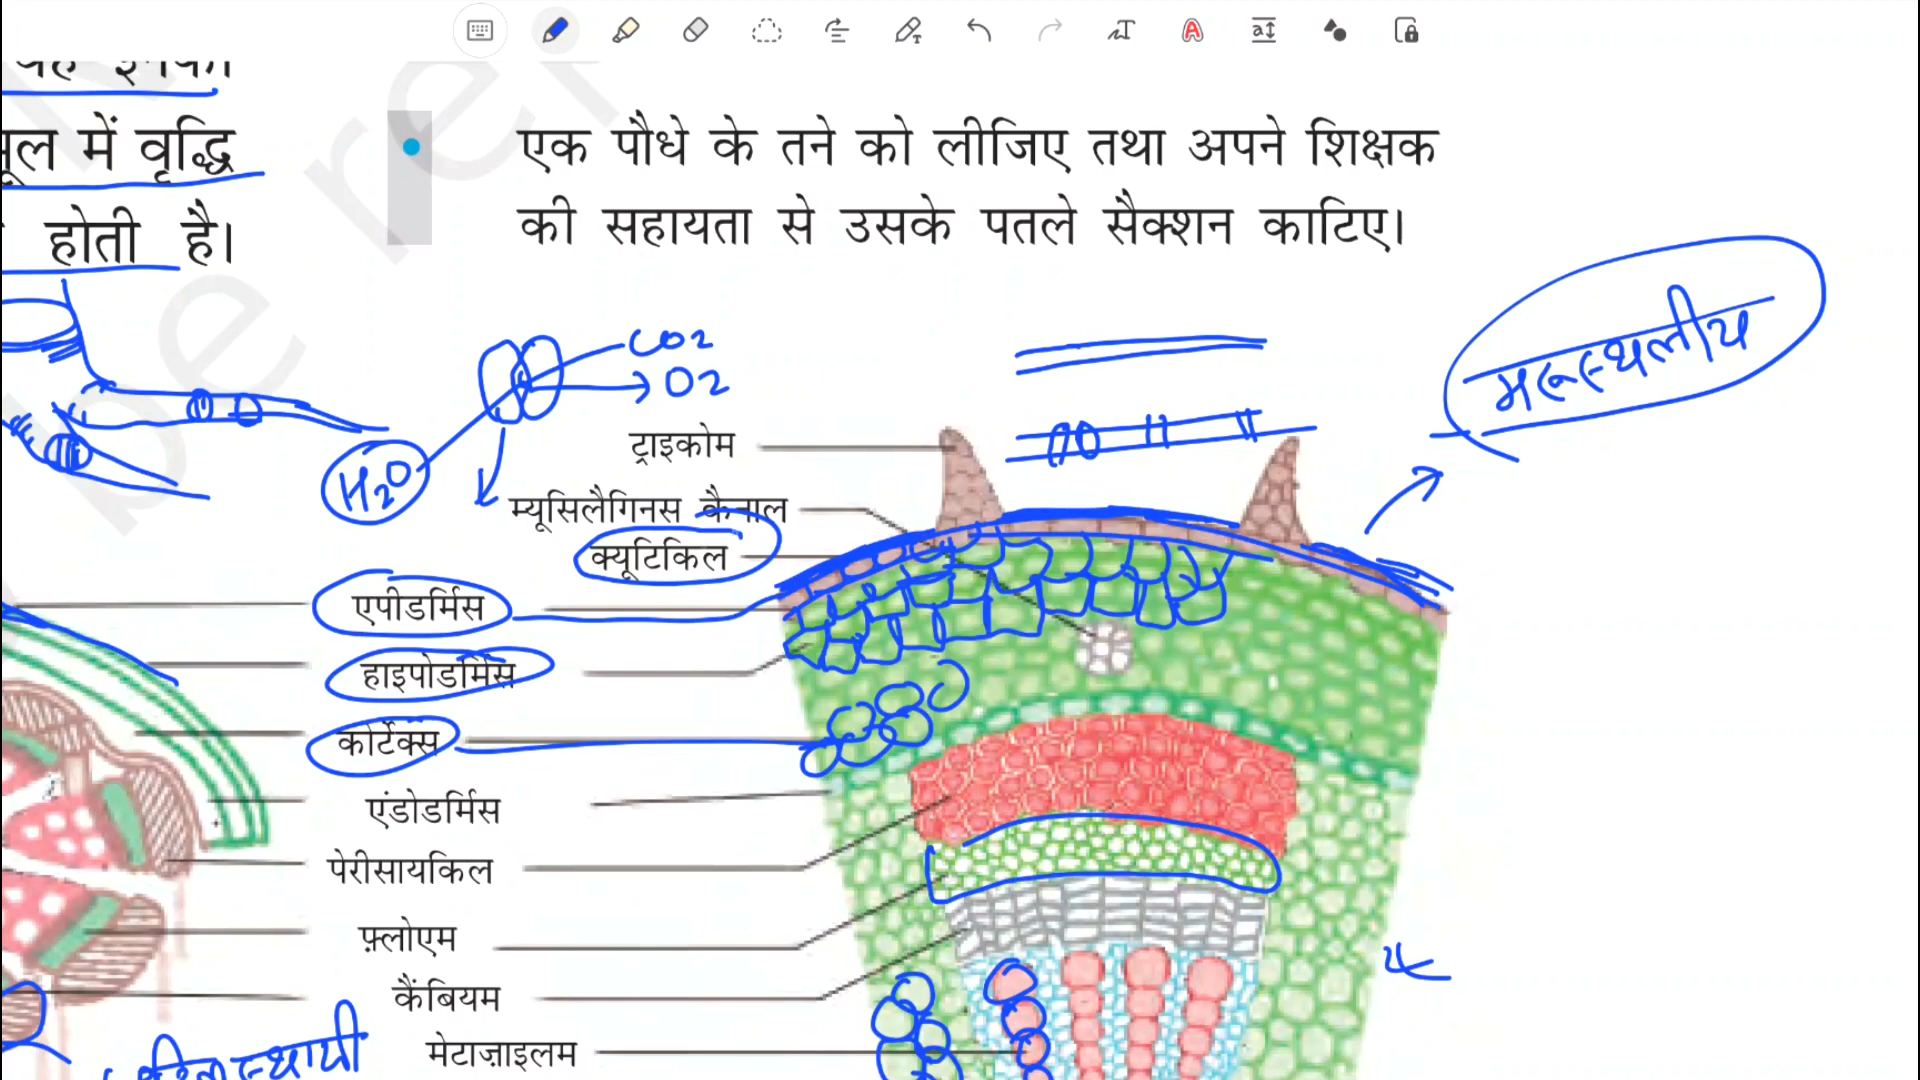 मूल में वृद्धि
होती है।
• एक पौधे के तने को लीजिए तथा अपने शिक्षक
की सहायता से उसके पतले सैक्शन काटिए।
मरूस्थलीय
CO2
O2
H2O
ट्राइकोम
म्यूसिलैगिनस कैनाल
क्यूटिकिल
एपीडर्मिस
हाइपोडर्मिस
कोर्टेक्स
एंडोडर्मिस
पेरीसायकिल
फ़्लोएम
कैंबियम
मेटाज़ाइलम